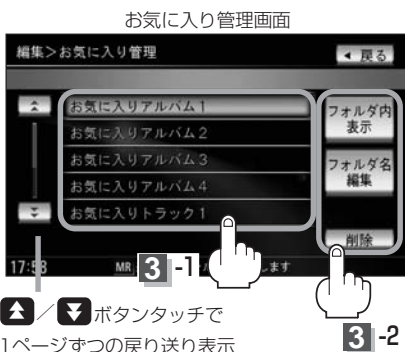 お気に入り管理画面
編集＞お気に入り管理
◀ 戻る
お気に入りアルバム1
お気に入りアルバム2
お気に入りアルバム3
お気に入りアルバム4
お気に入りトラック1
フォルダ内
表示
フォルダ名
編集
削除
17:58
MR
します
3-1
3-2
／ボタンタッチで
1ページずつの戻り送り表示